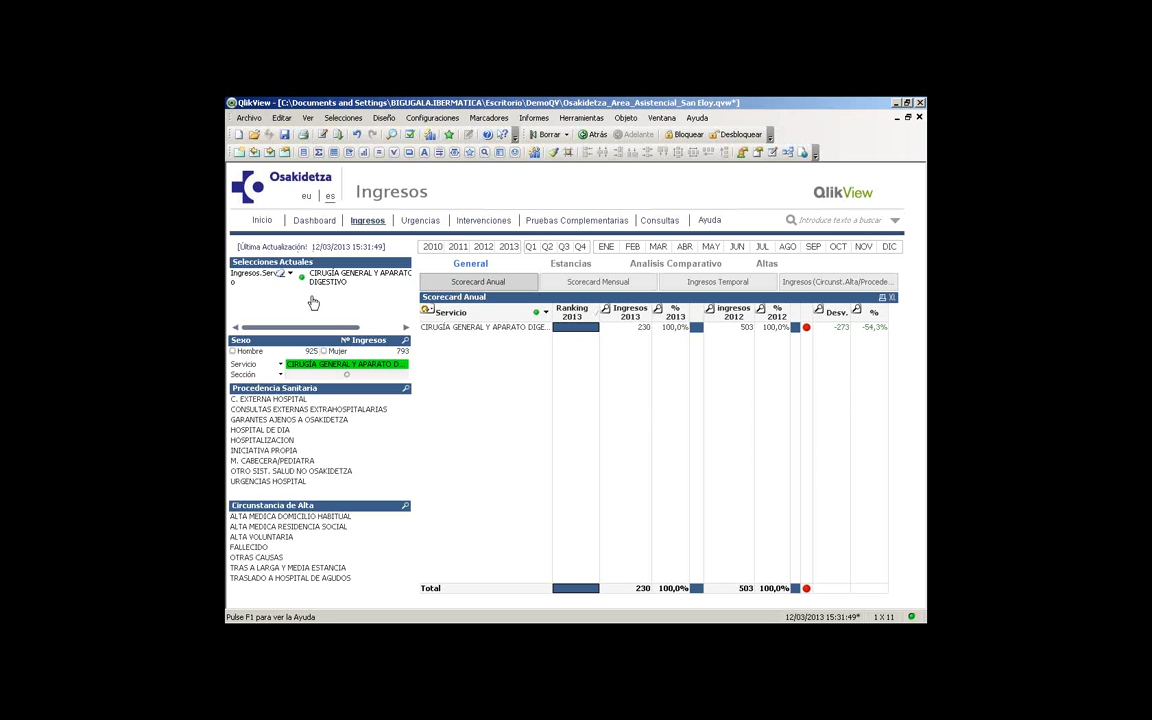 QlikView - [C:\Documents and Settings\BIGUGALA.IBERMATICA\Escritorio\DemoQV\Osakidetza_Area_Asistencial_San Eloy.qvw*]
Archivo Editar Ver Selecciones Diseño Configuraciones Marcadores Informes Herramientas Objeto Ventana Ayuda
Borrar Atrás Adelante Bloquear Desbloquear
Osakidetza
eu | es
Ingresos
QlikView
Inicio Dashboard Ingresos Urgencias Intervenciones Pruebas Complementarias Consultas Ayuda
Introduce texto a buscar
[Última Actualización: 12/03/2013 15:31:49]
2010 2011 2012 2013 Q1 Q2 Q3 Q4 ENE FEB MAR ABR MAY JUN JUL AGO SEP OCT NOV DIC
Selecciones Actuales
Ingresos.Serv
o
CIRUGÍA GENERAL Y APARATO
DIGESTIVO
General Estancias Analisis Comparativo Altas
Scorecard Anual Scorecard Mensual Ingresos Temporal Ingresos (Circunst.Alta/Procede...
Scorecard Anual
Servicio Ranking 2013 Ingresos 2013 % 2013 ingresos 2012 % 2012 Desv. %
CIRUGÍA GENERAL Y APARATO DIGE... 230 100,0% 503 100,0% -273 -54,3%
Total 230 100,0% 503 100,0%
Sexo Nº Ingresos
Hombre 925 Mujer 793
Servicio CIRUGÍA GENERAL Y APARATO D...
Sección
Procedencia Sanitaria
C. EXTERNA HOSPITAL
CONSULTAS EXTERNAS EXTRAHOSPITALARIAS
GARANTES AJENOS A OSAKIDETZA
HOSPITAL DE DIA
HOSPITALIZACION
INICIATIVA PROPIA
M. CABECERA/PEDIATRA
OTRO SIST. SALUD NO OSAKIDETZA
URGENCIAS HOSPITAL
Circunstancia de Alta
ALTA MEDICA DOMICILIO HABITUAL
ALTA MEDICA RESIDENCIA SOCIAL
ALTA VOLUNTARIA
FALLECIDO
OTRAS CAUSAS
TRAS A LARGA Y MEDIA ESTANCIA
TRASLADO A HOSPITAL DE AGUDOS
Pulse F1 para ver la Ayuda 12/03/2013 15:31:49* 1 X 11